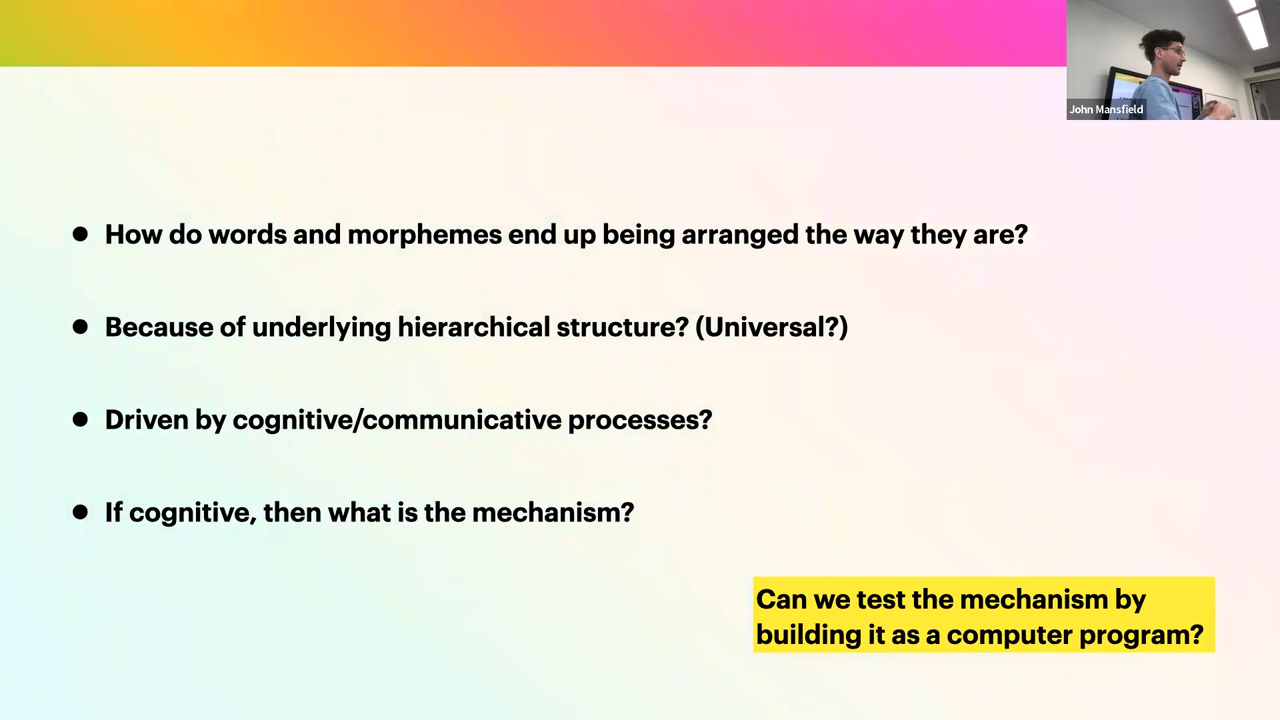 John Mansfield
How do words and morphemes end up being arranged the way they are?
Because of underlying hierarchical structure? (Universal?)
Driven by cognitive/communicative processes?
If cognitive, then what is the mechanism?
Can we test the mechanism by
building it as a computer program?